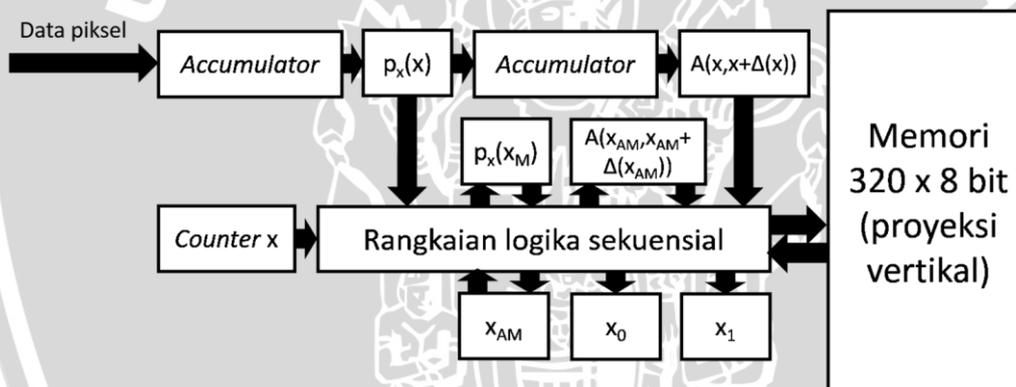 Data piksel
Accumulator
pₓ(x)
Accumulator
A(x,x+Δ(x))
Memori
320 x 8 bit
(proyeksi
vertikal)
pₓ(x_M)
A(x_AM,x_AM+
Δ(x_AM))
Counter x
Rangkaian logika sekuensial
x_AM
x₀
x₁